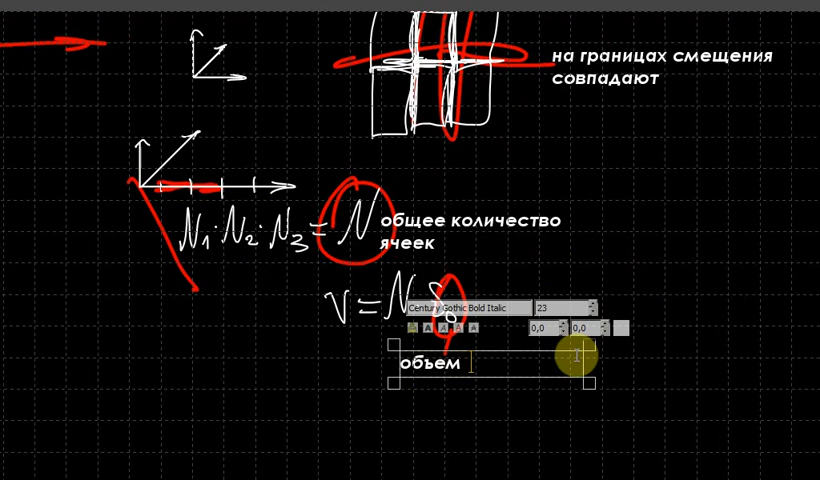 на границах смещения
совпадают
N₁·N₂·N₃=N
общее количество
ячеек
Century Gothic Bold Italic
23
0,0
0,0
объем